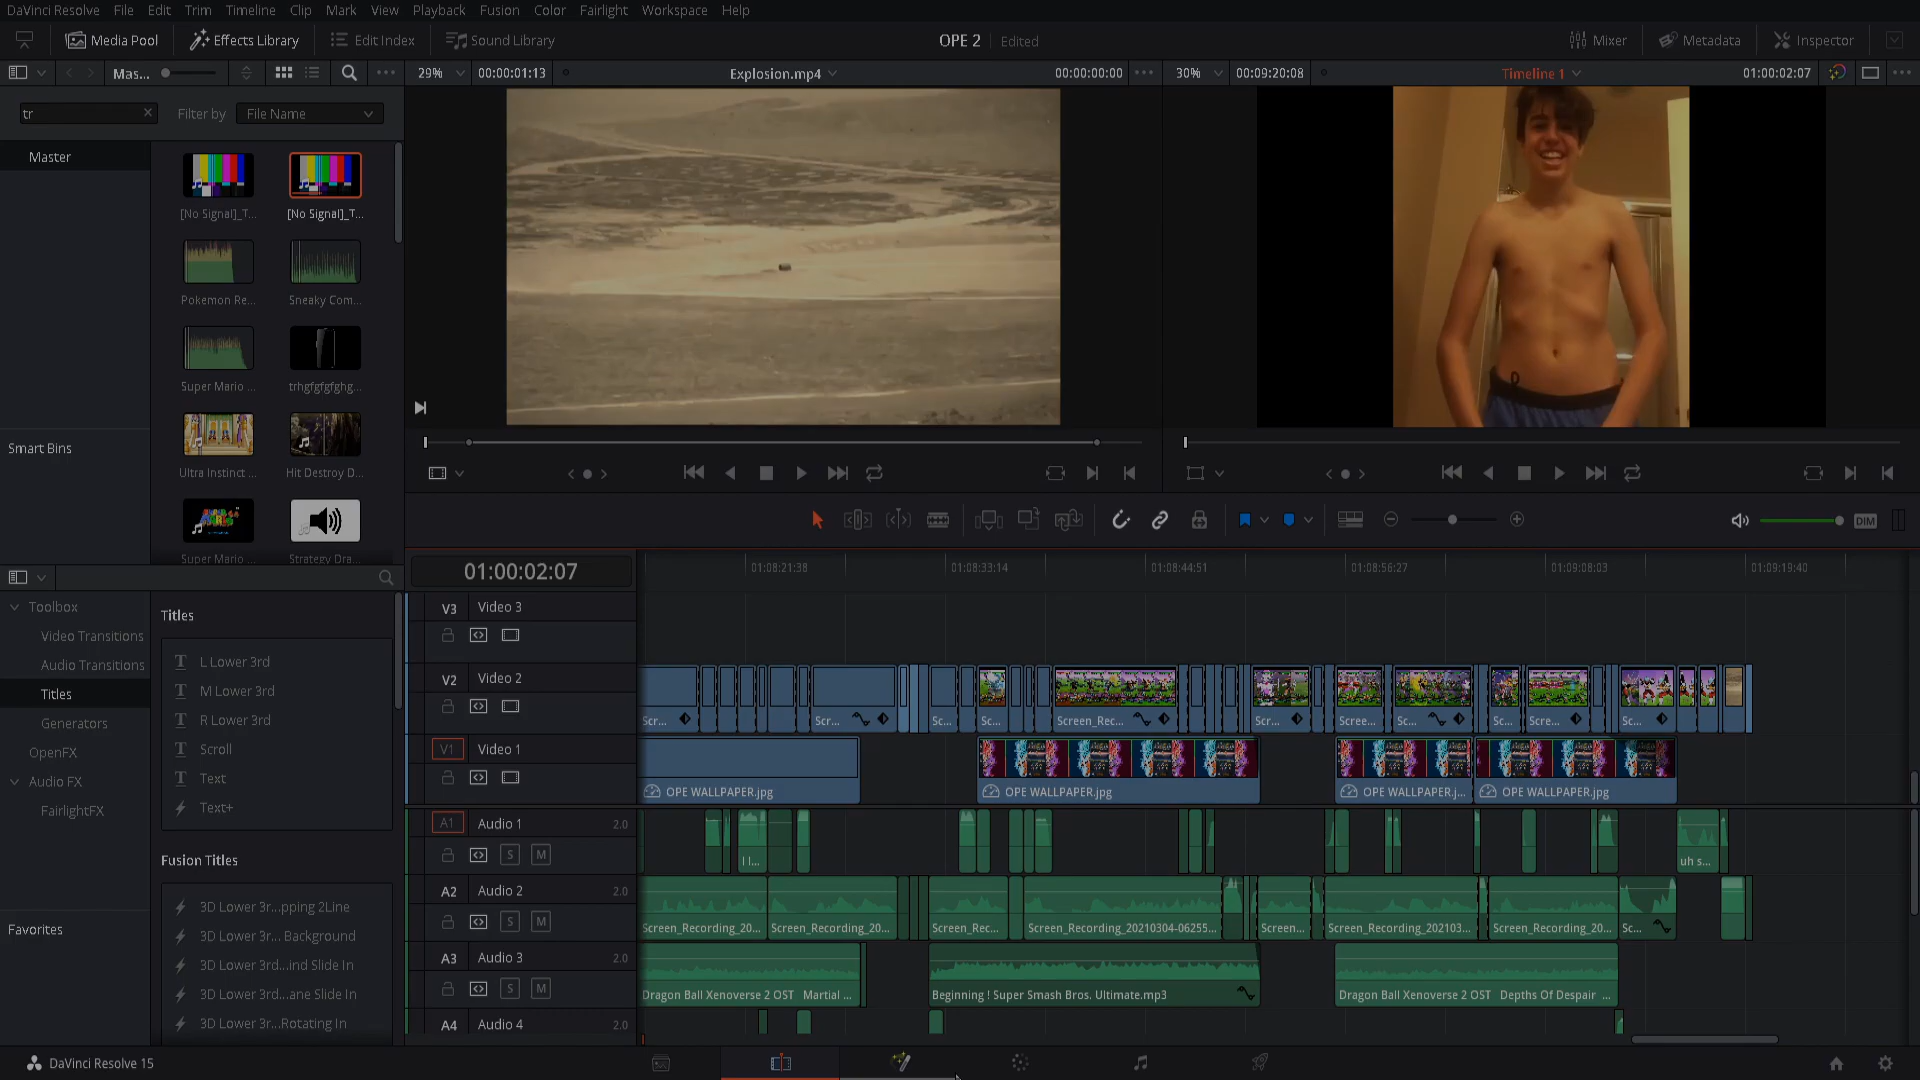 DaVinci Resolve File Edit Trim Timeline Clip Mark View Playback Fusion Color Fairlight Workspace Help
Media Pool Effects Library Edit Index Sound Library OPE 2 Edited Mixer Metadata Inspector
Mas... 29% 00:00:01:13 Explosion.mp4 00:00:00:00 30% 00:09:20:08 Timeline 1 01:00:02:07
tr Filter by File Name
Master
[No Signal]_T... [No Signal]_T...
Pokemon Re... Sneaky Com...
Super Mario ... trhgfgfgfghg...
Ultra Instinct ... Hit Destroy D...
Super Mario ... Strategy Dra...
Smart Bins
DIM
01:00:02:07 01:08:21:38 01:08:33:14 01:08:44:51 01:08:56:27 01:09:08:03 01:09:19:40
Toolbox
Video Transitions
Audio Transitions
Titles
Generators
OpenFX
Audio FX
FairlightFX
Favorites
Titles
L Lower 3rd
M Lower 3rd
R Lower 3rd
Scroll
Text
Text+
Fusion Titles
3D Lower 3r...pping 2Line
3D Lower 3r... Background
3D Lower 3rd...ind Slide In
3D Lower 3rd...ane Slide In
3D Lower 3r...Rotating In
V3 Video 3
V2 Video 2
Scr... Scr... Sc... Sc... Screen_Rec... Scr... Scree... Sc... Sc... Scre... Sc...
V1 Video 1
OPE WALLPAPER.jpg OPE WALLPAPER.jpg OPE WALLPAPER.j... OPE WALLPAPER.jpg
A1 Audio 1 2.0
S M I I... uh s...
A2 Audio 2 2.0
S M Screen_Recording_20... Screen_Recording_20... Screen_Rec... Screen_Recording_20210304-06255... Screen... Screen_Recording_202103... Screen_Recording_20... Sc...
A3 Audio 3 2.0
S M Dragon Ball Xenoverse 2 OST Martial ... Beginning ! Super Smash Bros. Ultimate.mp3 Dragon Ball Xenoverse 2 OST Depths Of Despair ...
A4 Audio 4 2.0
DaVinci Resolve 15